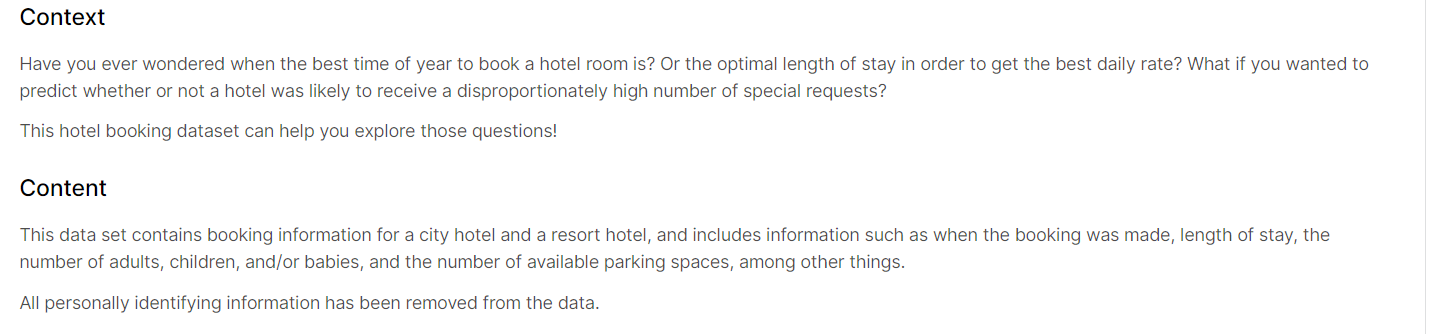 Context
Have you ever wondered when the best time of year to book a hotel room is? Or the optimal length of stay in order to get the best daily rate? What if you wanted to
predict whether or not a hotel was likely to receive a disproportionately high number of special requests?
This hotel booking dataset can help you explore those questions!
Content
This data set contains booking information for a city hotel and a resort hotel, and includes information such as when the booking was made, length of stay, the
number of adults, children, and/or babies, and the number of available parking spaces, among other things.
All personally identifying information has been removed from the data.